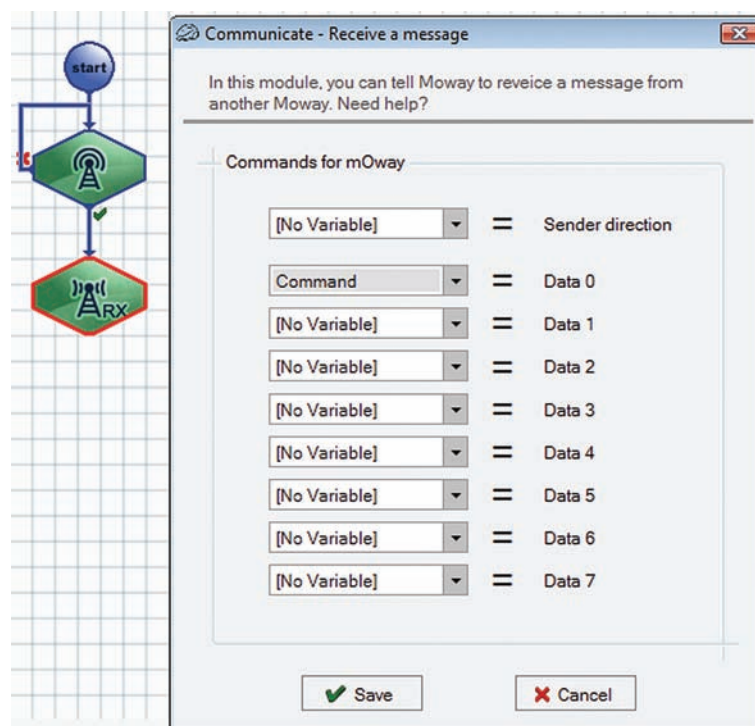 Communicate - Receive a message
start
In this module, you can tell Moway to reveice a message from
another Moway. Need help?
Commands for mOway
[No Variable] = Sender direction
Command = Data 0
[No Variable] = Data 1
[No Variable] = Data 2
[No Variable] = Data 3
[No Variable] = Data 4
[No Variable] = Data 5
[No Variable] = Data 6
[No Variable] = Data 7
RX
Save
Cancel